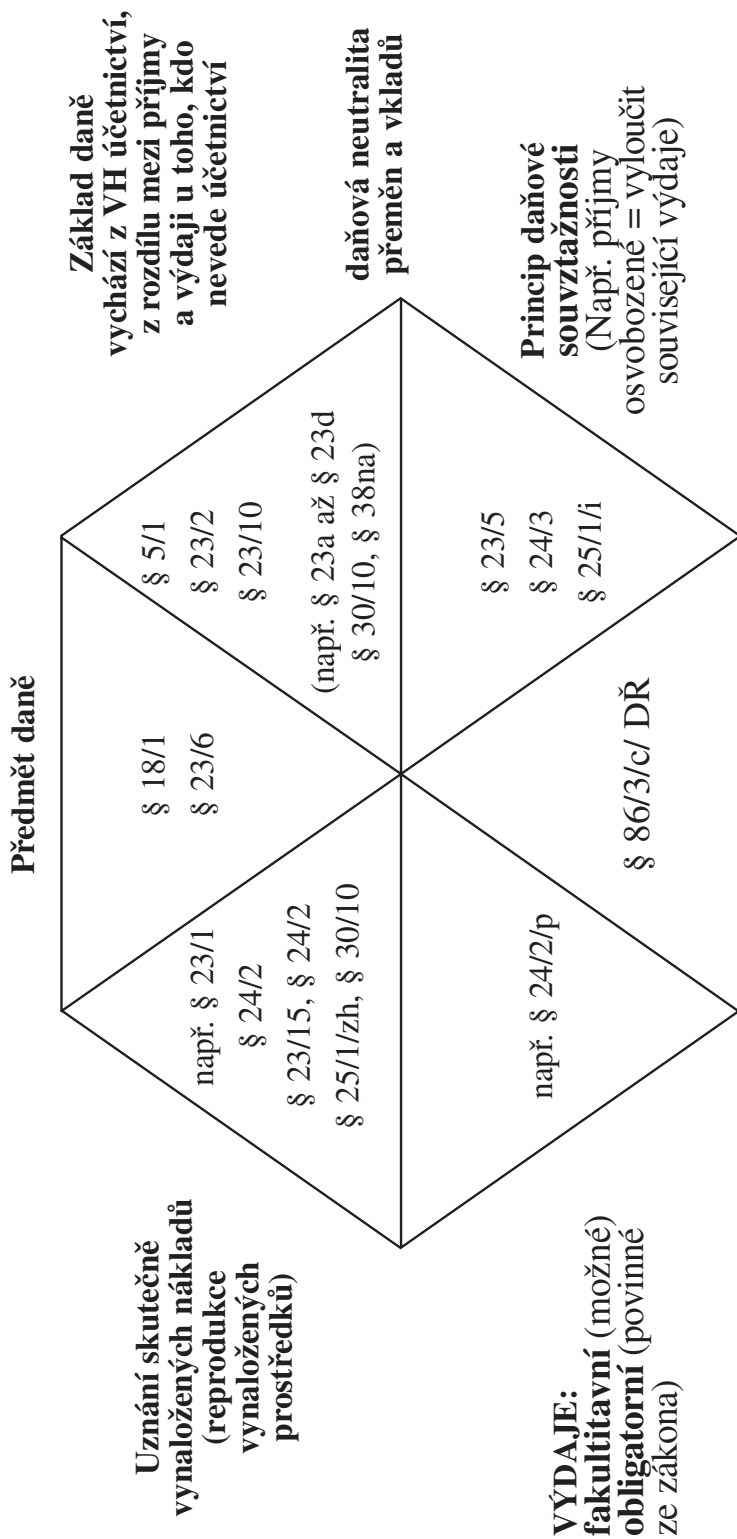 Předmět daně
Uznání skutečně
vynaložených nákladů
(reprodukce
vynaložených
prostředků)
např. § 23/1
§ 24/2
§ 23/15, § 24/2
§ 25/1/zh, § 30/10
§ 18/1
§ 23/6
§ 5/1
§ 23/2
§ 23/10
(např. § 23a až § 23d
§ 30/10, § 38na)
Základ daně
vychází z VH účetnictví,
z rozdílu mezi příjmy
a výdaji u toho, kdo
nevede účetnictví
daňová neutralita
přeměn a vkladů
VÝDAJE:
fakultitavní (možné)
obligatorní (povinné
ze zákona)
např. § 24/2/p
§ 86/3/c/ DŘ
§ 23/5
§ 24/3
§ 25/1/i
Princip daňové
souvztažnosti
(Např. příjmy
osvobozené = vyloučit
související výdaje)